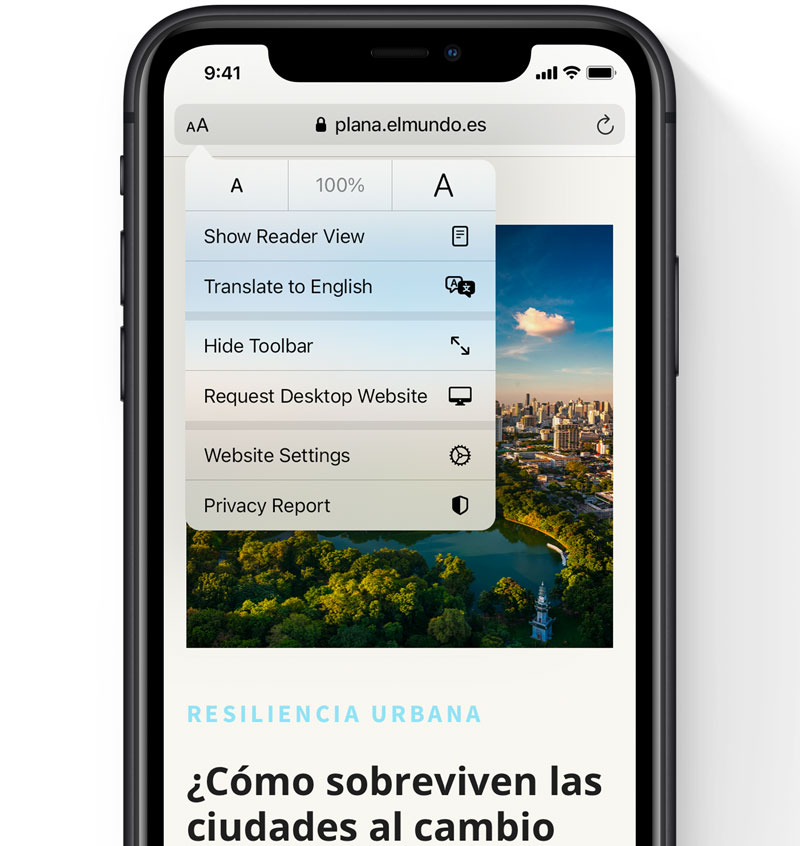 9:41
AA plana.elmundo.es
A 100% A
Show Reader View
Translate to English
Hide Toolbar
Request Desktop Website
Website Settings
Privacy Report
RESILIENCIA URBANA
¿Cómo sobreviven las
ciudades al cambio